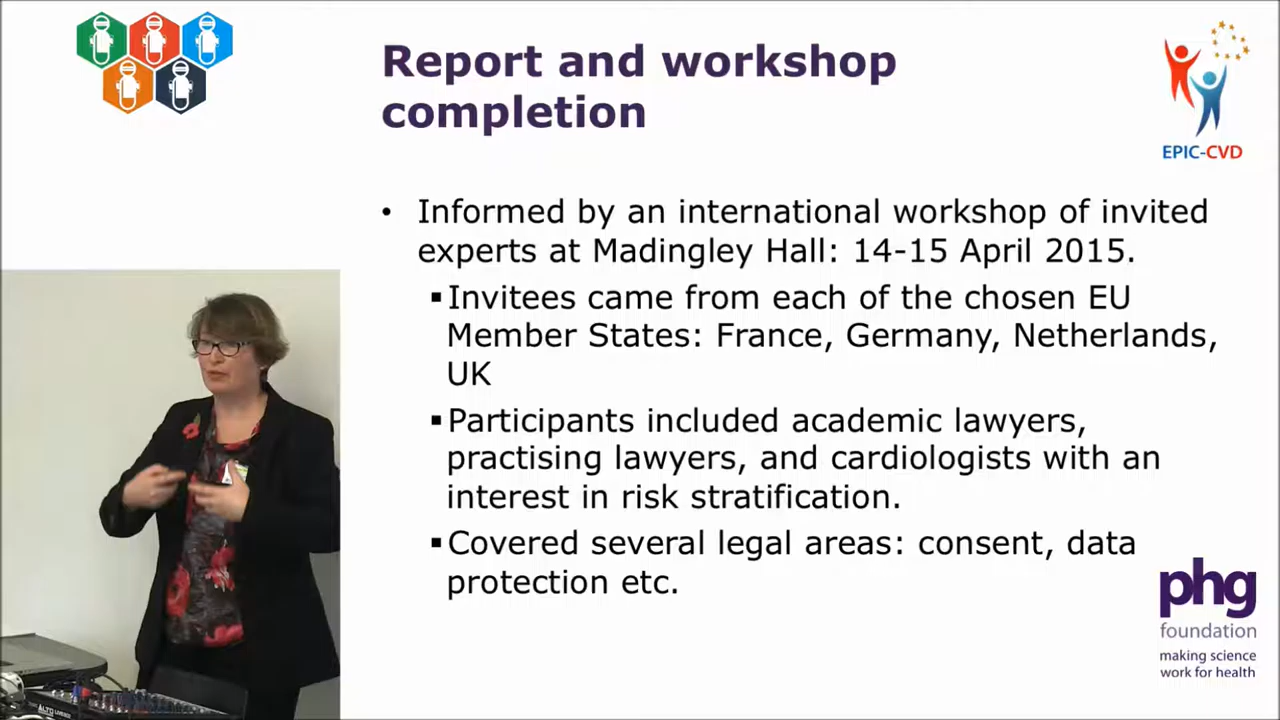 Report and workshop
completion
EPIC-CVD
• Informed by an international workshop of invited
experts at Madingley Hall: 14-15 April 2015.
▪Invitees came from each of the chosen EU
Member States: France, Germany, Netherlands,
UK
▪Participants included academic lawyers,
practising lawyers, and cardiologists with an
interest in risk stratification.
▪Covered several legal areas: consent, data
protection etc.
phg
foundation
making science
work for health
ALTO